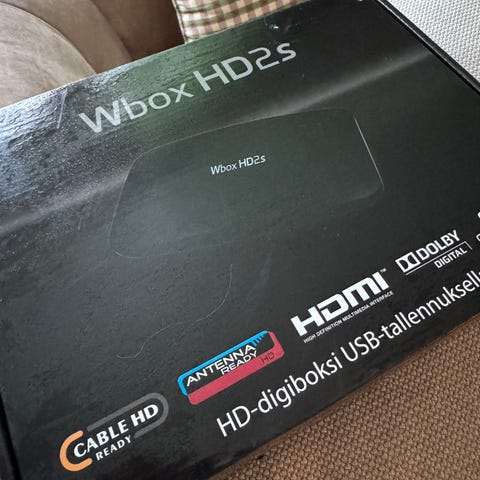 Wbox HD2s
Wbox HD2s
DOLBY
DIGITAL
HDMI™
HIGH DEFINITION MULTIMEDIA INTERFACE
ANTENNA HD
READY
CABLE HD
READY
HD-digiboksi USB-tallennuksella